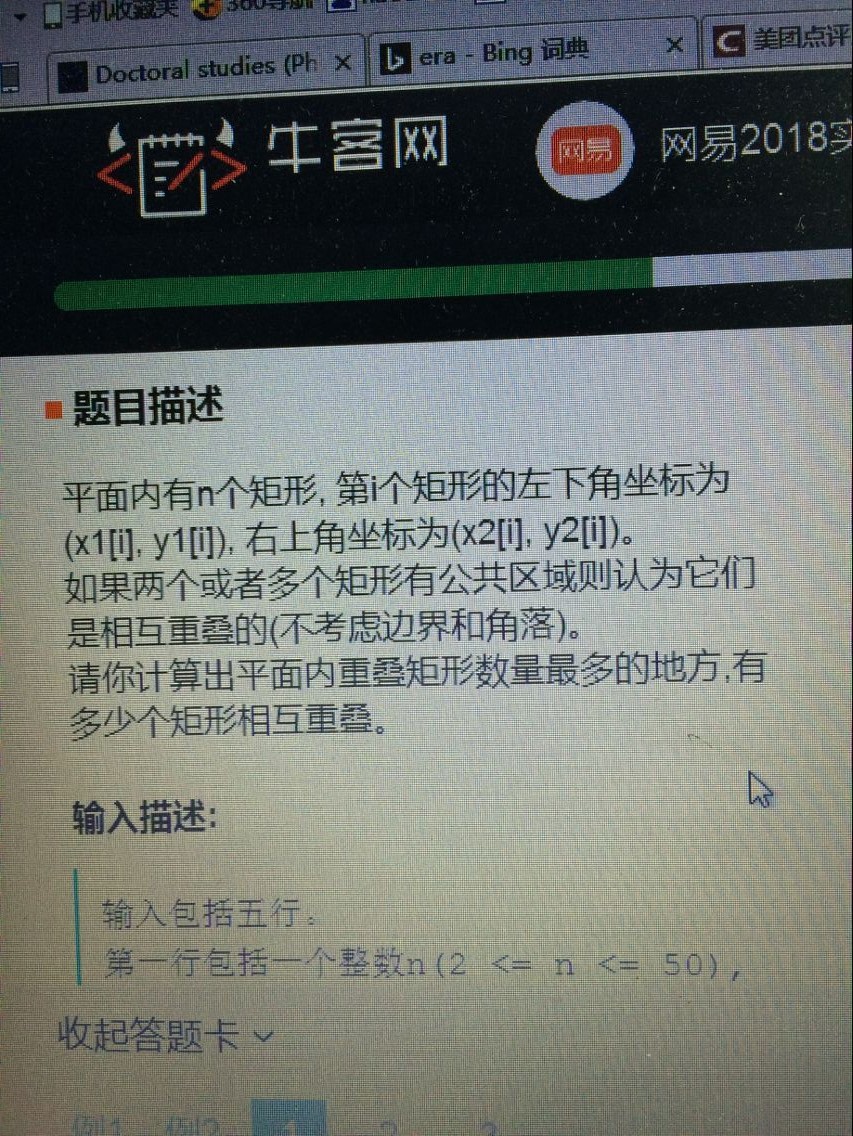 手机收藏夹
Doctoral studies (Ph
era - Bing 词典
美团点评
牛客网
网易
网易2018实
题目描述
平面内有n个矩形, 第i个矩形的左下角坐标为
(x1[i], y1[i]), 右上角坐标为(x2[i], y2[i])。
如果两个或者多个矩形有公共区域则认为它们
是相互重叠的(不考虑边界和角落)。
请你计算出平面内重叠矩形数量最多的地方,有
多少个矩形相互重叠。
输入描述:
输入包括五行。
第一行包括一个整数n(2 <= n <= 50),
收起答题卡